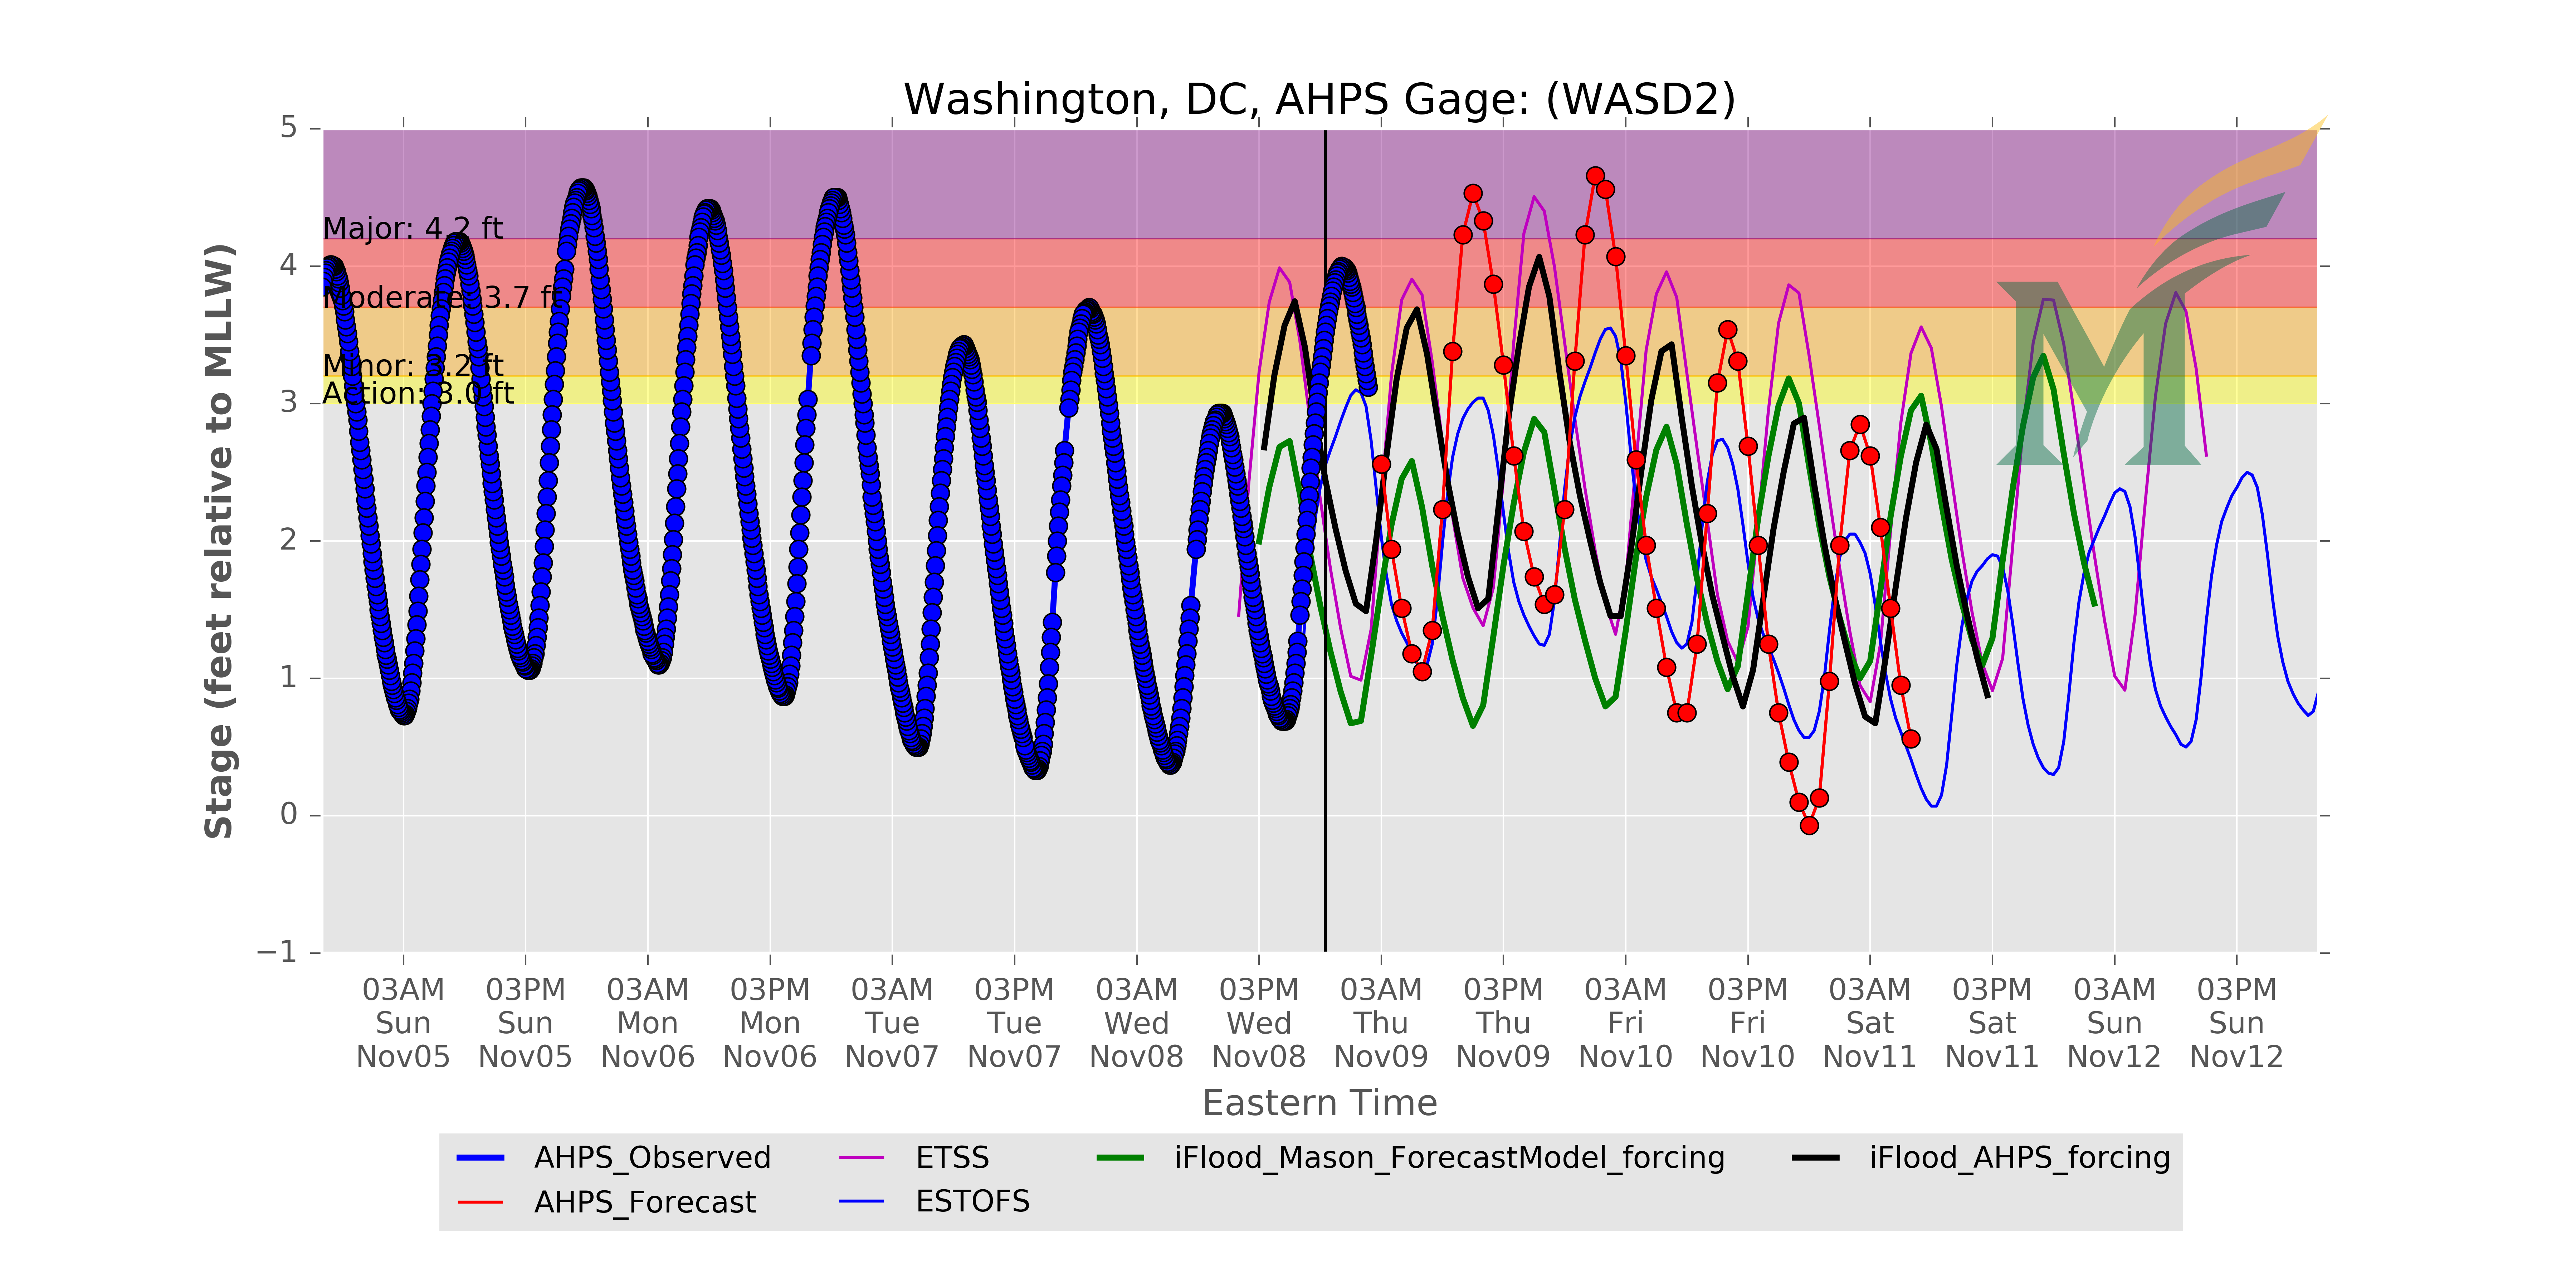 Washington, DC, AHPS Gage: (WASD2)
Stage (feet relative to MLLW)
5
4
3
2
1
0
−1
Major: 4.2 ft
Moderate: 3.7 ft
Minor: 3.2 ft
Action: 3.0 ft
M
03AM 03PM 03AM 03PM 03AM 03PM 03AM 03PM 03AM 03PM 03AM 03PM 03AM 03PM 03AM 03PM
Sun Sun Mon Mon Tue Tue Wed Wed Thu Thu Fri Fri Sat Sat Sun Sun
Nov05 Nov05 Nov06 Nov06 Nov07 Nov07 Nov08 Nov08 Nov09 Nov09 Nov10 Nov10 Nov11 Nov11 Nov12 Nov12
Eastern Time
AHPS_Observed ETSS iFlood_Mason_ForecastModel_forcing iFlood_AHPS_forcing
AHPS_Forecast ESTOFS